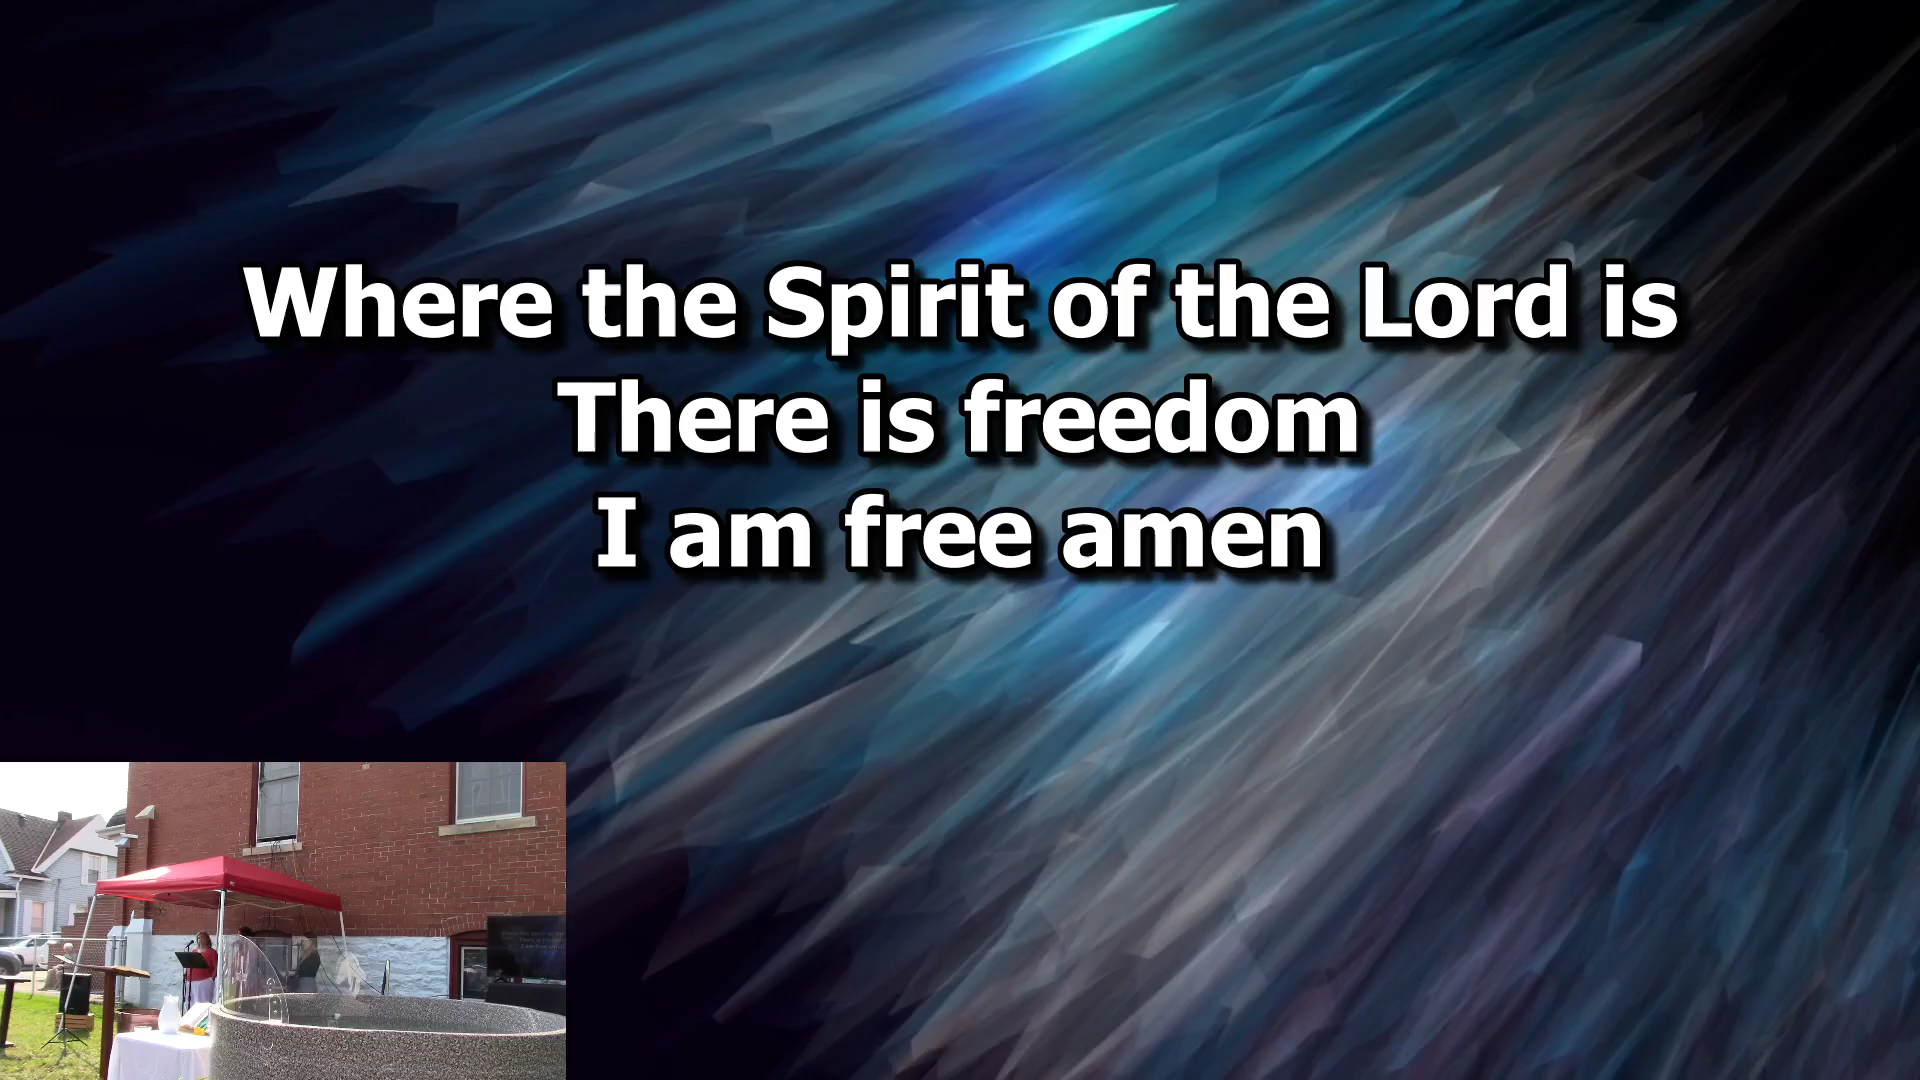 Where the Spirit of the Lord is
There is freedom
I am free amen